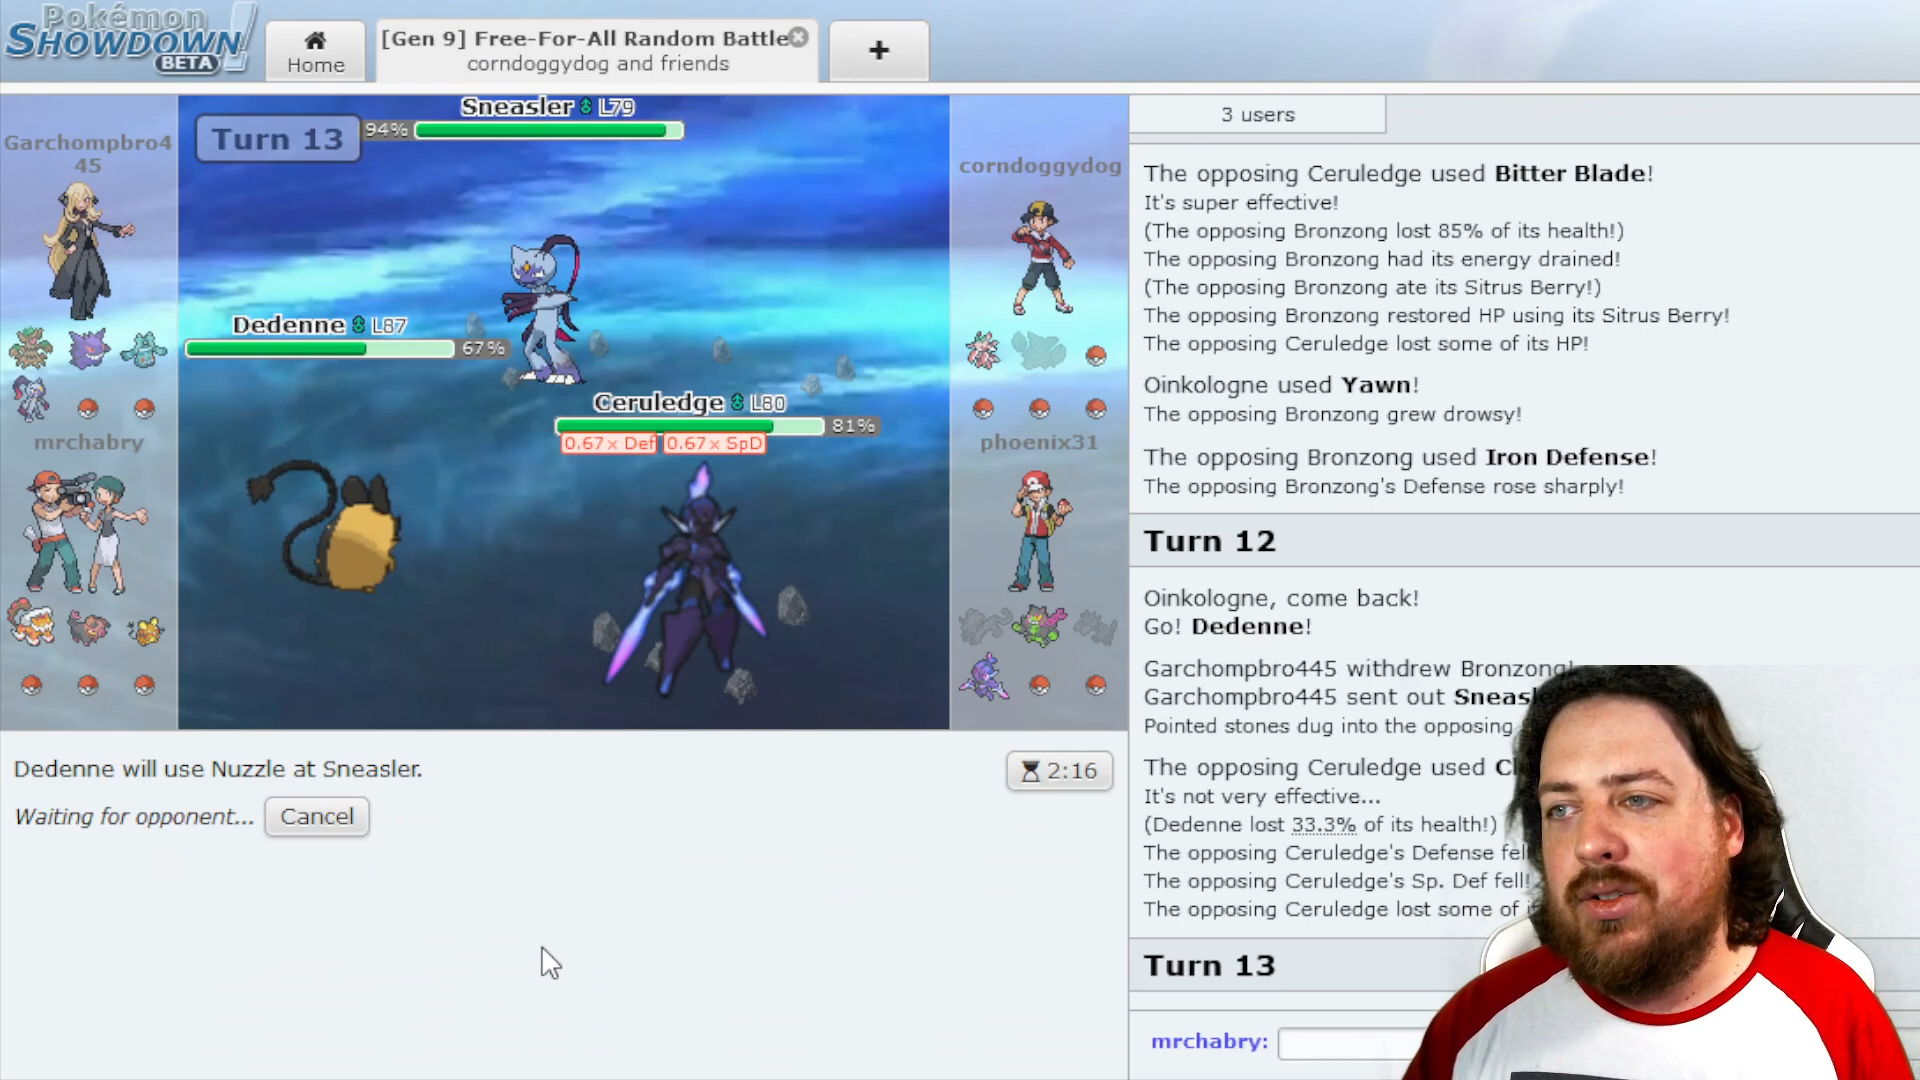 Pokémon
SHOWDOWN!
BETA
Home
[Gen 9] Free-For-All Random Battle
corndoggydog and friends
+
Garchompbro4
45
mrchabry
Turn 13
Sneasler L79
94%
Dedenne L87
67%
Ceruledge L80
81%
0.67× Def 0.67× SpD
corndoggydog
phoenix31
Dedenne will use Nuzzle at Sneasler.
2:16
Waiting for opponent... Cancel
3 users
The opposing Ceruledge used Bitter Blade!
It's super effective!
(The opposing Bronzong lost 85% of its health!)
The opposing Bronzong had its energy drained!
(The opposing Bronzong ate its Sitrus Berry!)
The opposing Bronzong restored HP using its Sitrus Berry!
The opposing Ceruledge lost some of its HP!
Oinkologne used Yawn!
The opposing Bronzong grew drowsy!
The opposing Bronzong used Iron Defense!
The opposing Bronzong's Defense rose sharply!
Turn 12
Oinkologne, come back!
Go! Dedenne!
Garchompbro445 withdrew Bronzong!
Garchompbro445 sent out
Pointed stones dug into the opposing
The opposing Ceruledge used
It's not very effective...
(Dedenne lost 33.3% of its health!)
The opposing Ceruledge's Defense fell
The opposing Ceruledge's Sp. Def fell!
The opposing Ceruledge lost some of
Turn 13
mrchabry: